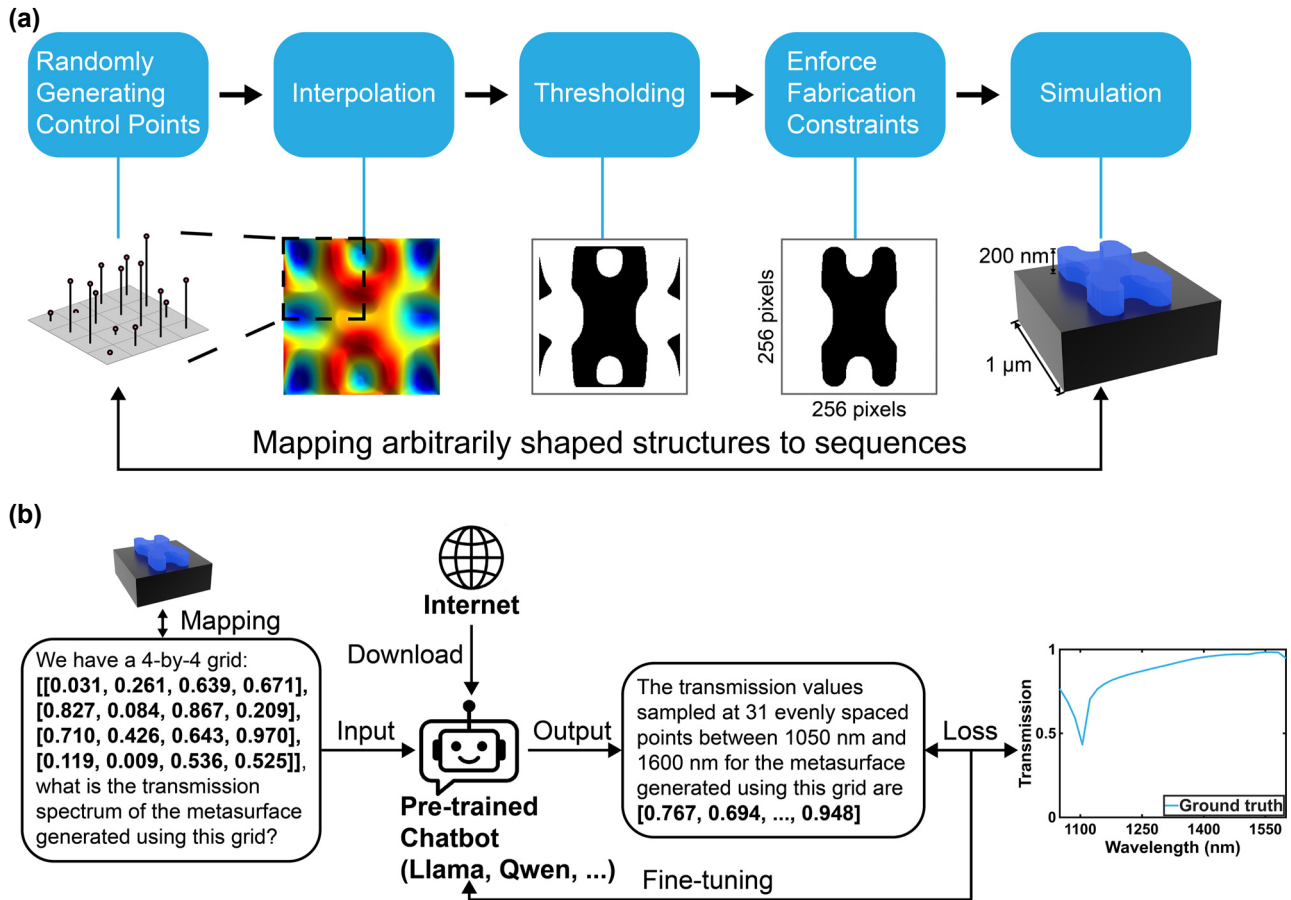 (a)
Randomly
Generating
Control Points
Interpolation
Thresholding
Enforce
Fabrication
Constraints
Simulation
200 nm
1 µm
256 pixels
256 pixels
Mapping arbitrarily shaped structures to sequences
(b)
Mapping
We have a 4-by-4 grid:
[[0.031, 0.261, 0.639, 0.671],
[0.827, 0.084, 0.867, 0.209],
[0.710, 0.426, 0.643, 0.970],
[0.119, 0.009, 0.536, 0.525]],
what is the transmission
spectrum of the metasurface
generated using this grid?
Input
Internet
Download
Pre-trained
Chatbot
(Llama, Qwen, ...)
Output
The transmission values
sampled at 31 evenly spaced
points between 1050 nm and
1600 nm for the metasurface
generated using this grid are
[0.767, 0.694, ..., 0.948]
Loss
Fine-tuning
Transmission
1
0.5
0
Ground truth
1100
1250
1400
1550
Wavelength (nm)